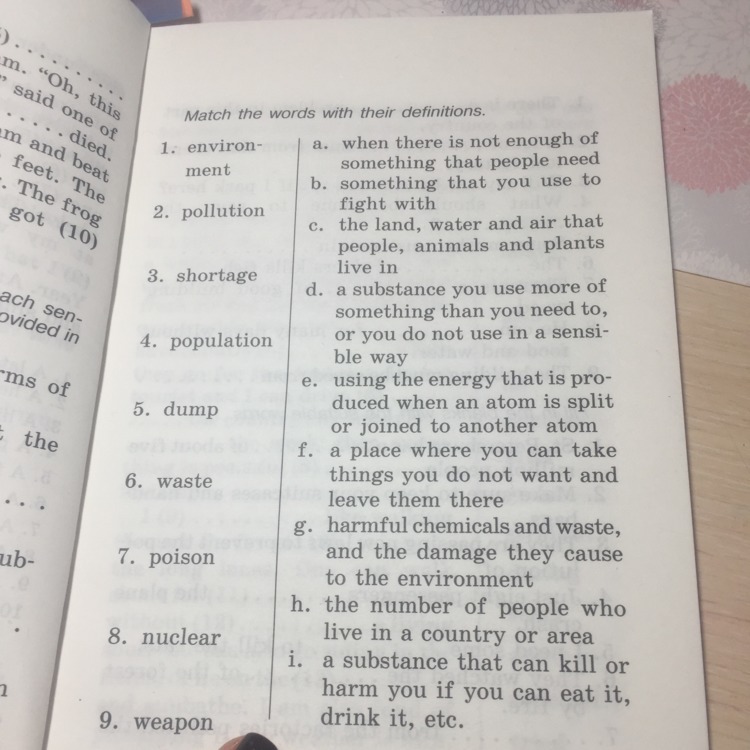 ) . . . . . . . . . .
m. “Oh, this
” said one of
. . . . . died.
m and beat
feet. The
. The frog
got (10)
ach sen-
ovided in
rms of
the
. . .
ub-
Match the words with their definitions.
1. environ-
ment
2. pollution
3. shortage
4. population
5. dump
6. waste
7. poison
8. nuclear
9. weapon
a. when there is not enough of
something that people need
b. something that you use to
fight with
c. the land, water and air that
people, animals and plants
live in
d. a substance you use more of
something than you need to,
or you do not use in a sensi-
ble way
e. using the energy that is pro-
duced when an atom is split
or joined to another atom
f. a place where you can take
things you do not want and
leave them there
g. harmful chemicals and waste,
and the damage they cause
to the environment
h. the number of people who
live in a country or area
i. a substance that can kill or
harm you if you can eat it,
drink it, etc.